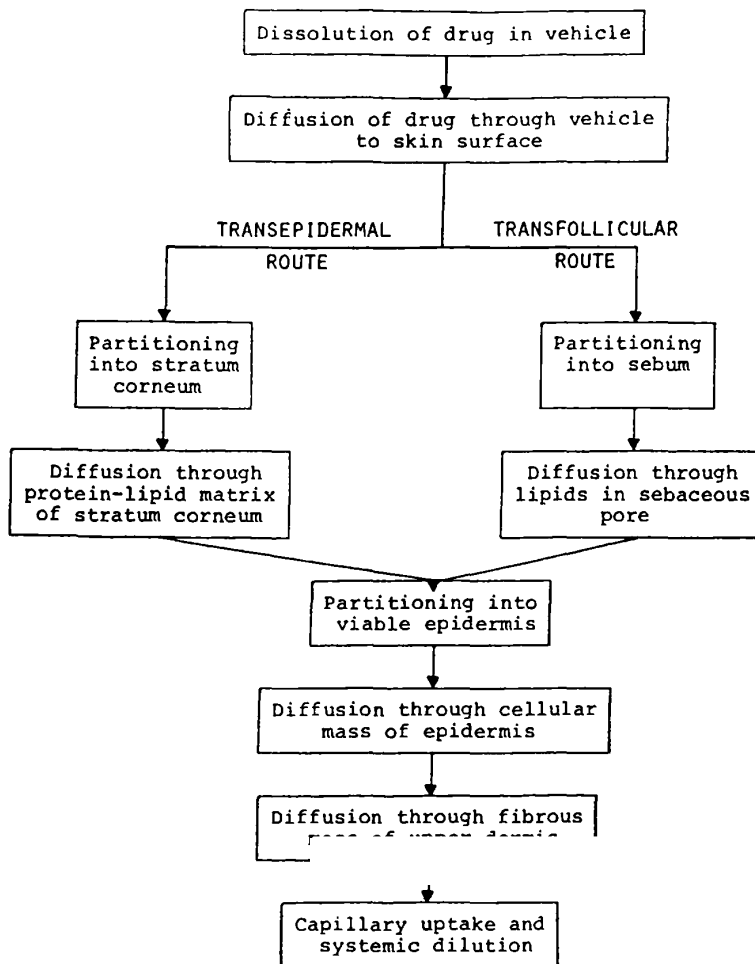 Dissolution of drug in vehicle
Diffusion of drug through vehicle
to skin surface
TRANSEPIDERMAL
ROUTE
TRANSFOLLICULAR
ROUTE
Partitioning
into stratum
corneum
Partitioning
into sebum
Diffusion through
protein-lipid matrix
of stratum corneum
Diffusion through
lipids in sebaceous
pore
Partitioning into
viable epidermis
Diffusion through cellular
mass of epidermis
Diffusion through fibrous
Capillary uptake and
systemic dilution